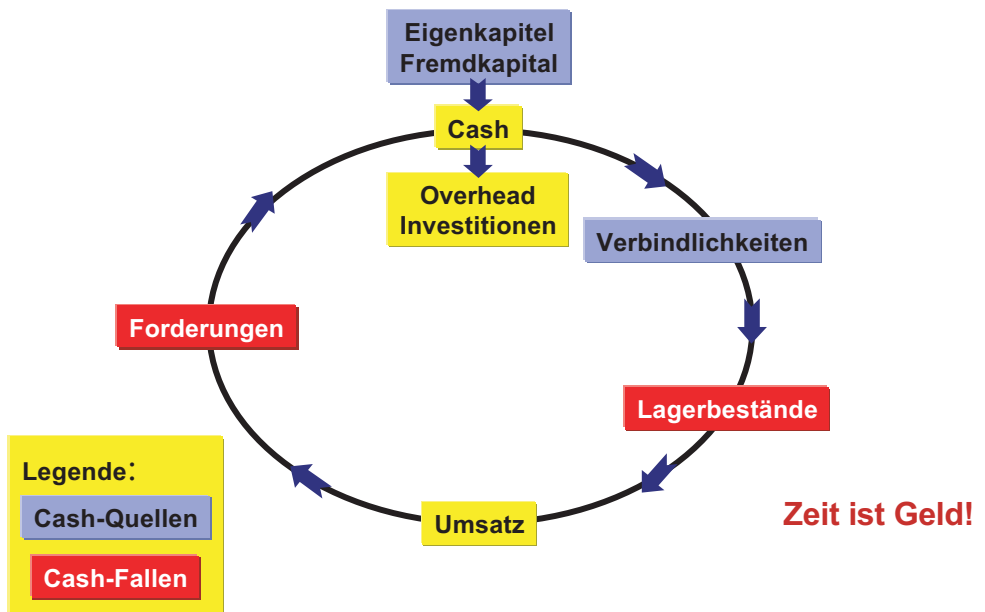 Eigenkapitel
Fremdkapital
Cash
Overhead
Investitionen
Verbindlichkeiten
Forderungen
Lagerbestände
Umsatz
Zeit ist Geld!
Legende:
Cash-Quellen
Cash-Fallen